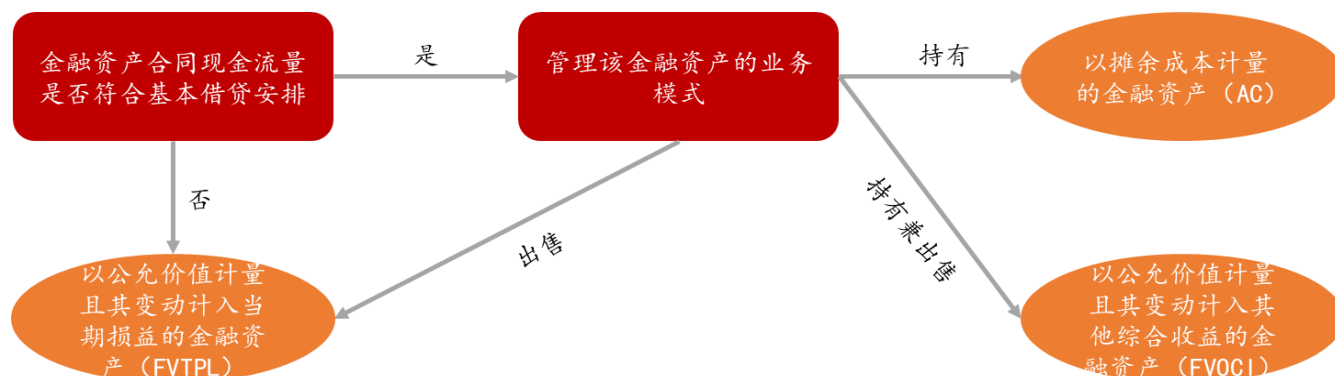 金融资产合同现金流量
是否符合基本借贷安排
是
管理该金融资产的业务
模式
持有
以摊余成本计量
的金融资产（AC）
否
出售
持有兼出售
以公允价值计量
且其变动计入当
期损益的金融资
产（FVTPL）
以公允价值计量
且其变动计入其
他综合收益的金
融资产（FVOCI）